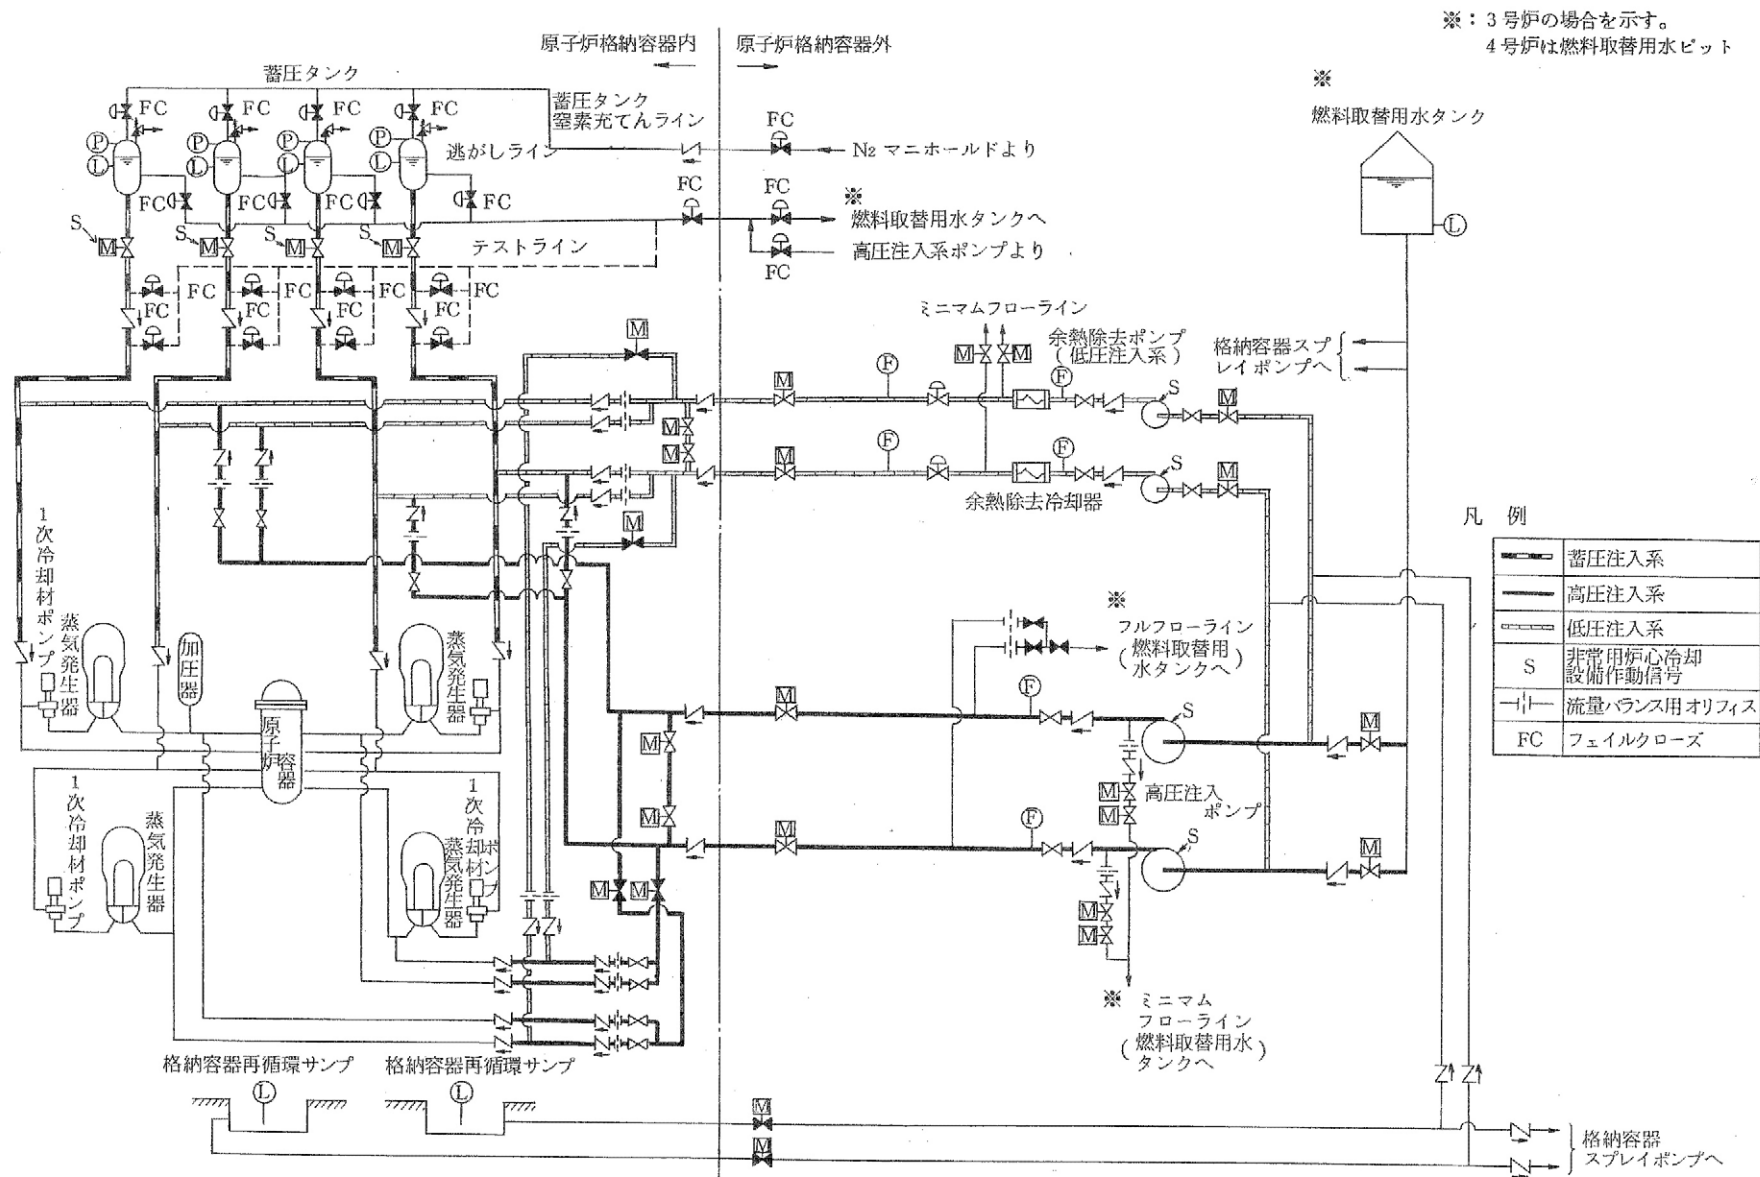 ※：3号炉の場合を示す。
4号炉は燃料取替用水ピット
原子炉格納容器内
原子炉格納容器外
※
燃料取替用水タンク
蓄圧タンク
蓄圧タンク
窒素充てんライン
FC
FC
FC
FC
FC
P
P
P
P
L
L
L
L
逃がしライン
N2 マニホールドより
FC
FC
FC
FC
FC
FC
※
燃料取替用水タンクへ
L
S
S
S
S
M
M
M
M
テストライン
高圧注入系ポンプより
FC
FC
FC
FC
FC
FC
FC
FC
FC
ミニマムフローライン
M
M
M
余熱除去ポンプ
（低圧注入系）
格納容器スプ
レイポンプへ
F
F
M
S
M
M
M
F
F
M
S
M
M
余熱除去冷却器
凡 例
蓄圧注入系
高圧注入系
低圧注入系
S
非常用炉心冷却
設備作動信号
流量バランス用オリフィス
FC
フェイルクローズ
1次冷却材ポンプ
蒸気発生器
加圧器
蒸気発生器
原子炉容器
※
フルフローライン
（燃料取替用
水タンクへ）
M
F
S
M
M
M
M
高圧注入
ポンプ
M
M
F
S
M
1次冷却材ポンプ
蒸気発生器
蒸気発生器
1次冷却材ポンプ
M
M
M
M
※
ミニマム
フローライン
（燃料取替用水
タンクへ）
格納容器再循環サンプ
格納容器再循環サンプ
L
L
M
M
格納容器
スプレイポンプへ